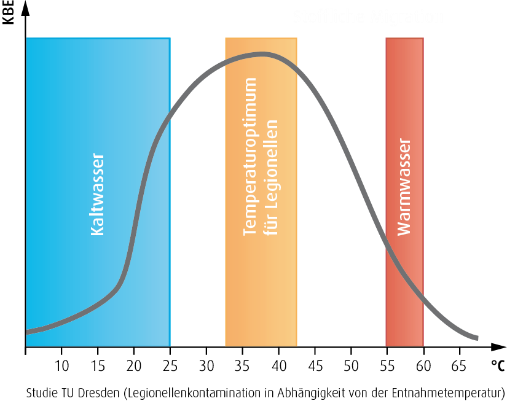 KBE
Kaltwasser
Temperaturoptimum
für Legionellen
Warmwasser
10 15 20 25 30 35 40 45 50 55 60 65 °C
Studie TU Dresden (Legionellenkontamination in Abhängigkeit von der Entnahmetemperatur)